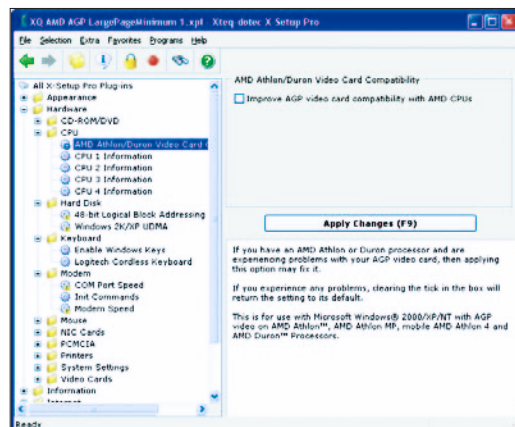 XQ AMD AGP LargePageMinimum 1.xpl - Xteq-dotec X-Setup Pro
File Selection Extra Favorites Programs Help
All X-Setup Pro Plug-ins
Appearance
Hardware
CD-ROM/DVD
CPU
AMD Athlon/Duron Video Card C
CPU 1 Information
CPU 2 Information
CPU 3 Information
CPU 4 Information
Hard Disk
48-bit Logical Block Addressing
Windows 2K/XP UDMA
Keyboard
Enable Windows Keys
Logitech Cordless Keyboard
Modem
COM Port Speed
Init Commands
Modem Speed
Mouse
NIC Cards
PCMCIA
Printers
System Settings
Video Cards
Information
Internet
Ready
AMD Athlon/Duron Video Card Compatibility
Improve AGP video card compatibility with AMD CPUs
Apply Changes (F9)
If you have an AMD Athlon or Duron processor and are
experiencing problems with your AGP video card, then applying
this option may fix it.
If you experience any problems, clearing the tick in the box will
return the setting to its default.
This is for use with Microsoft Windows® 2000/XP/NT with AGP
video on AMD Athlon™, AMD Athlon MP, mobile AMD Athlon 4 and
AMD Duron™ Processors.